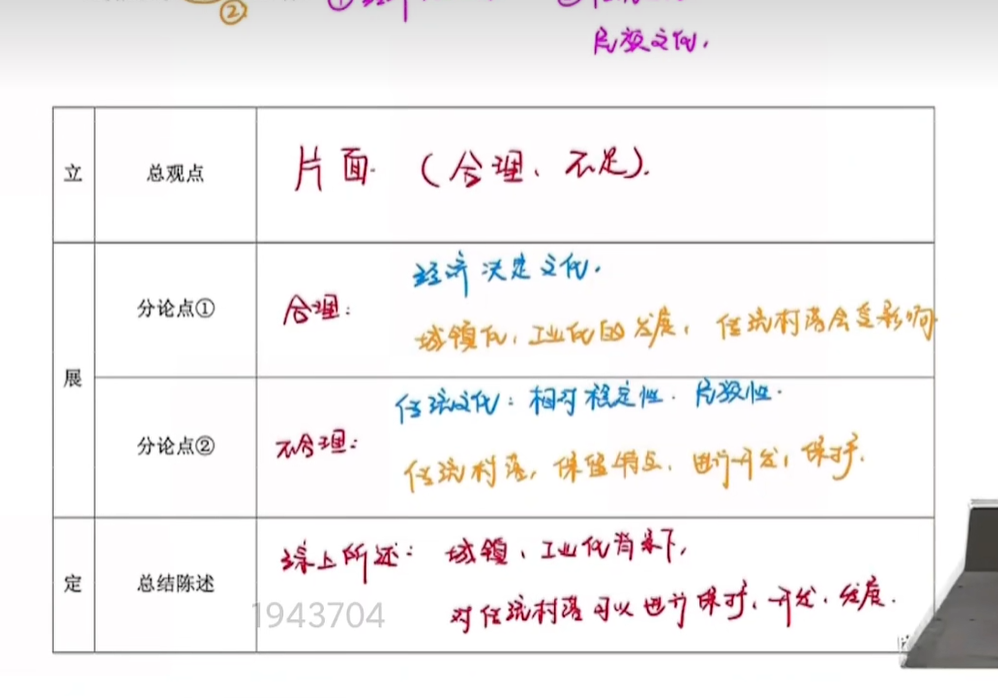 ②
民族文化.
立 总观点 片面. (合理、不足).
展
分论点① 合理:
经济决定文化.
城镇化、工业化的发展, 传统村落会受影响.
分论点② 不合理:
传统文化: 相对稳定性. 民族性.
传统村落, 保留特点, 进行开发, 保护.
定 总结陈述
综上所述: 城镇、工业化背景下,
对传统村落可以进行保护、开发、发展.
1943704